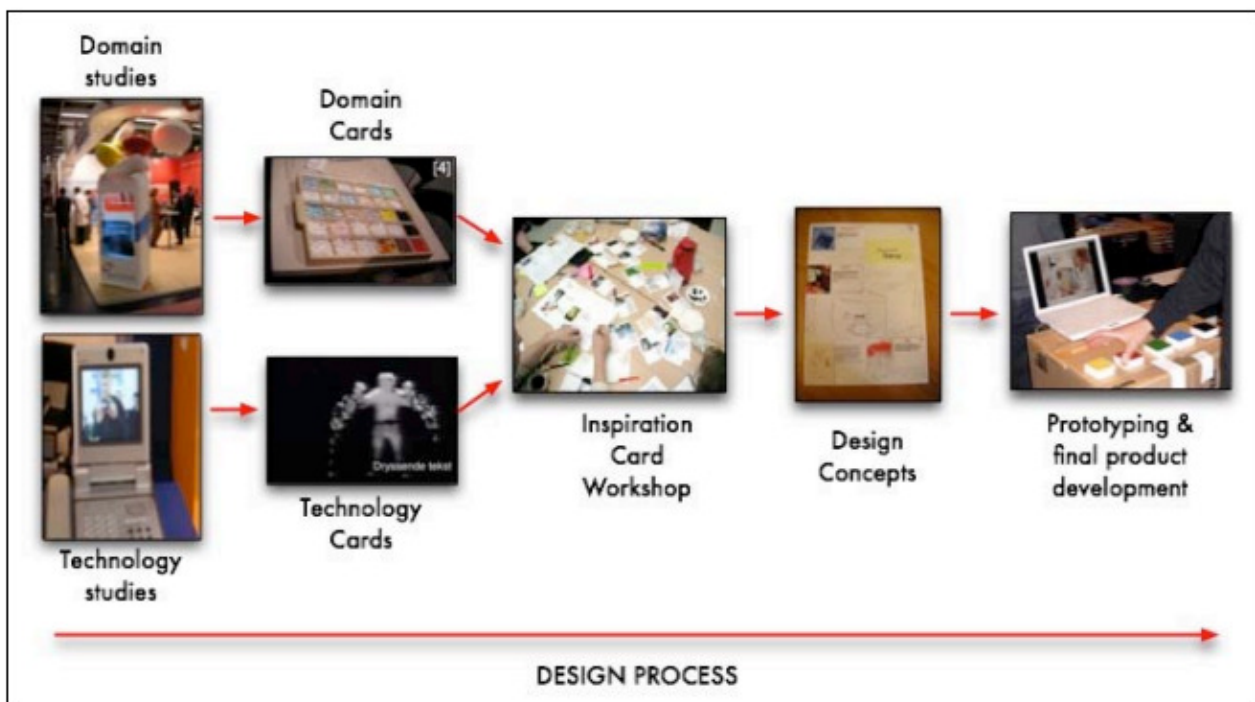 Domain
studies
Domain
Cards
[4]
Dryssende tekst
Technology
Cards
Technology
studies
Inspiration
Card
Workshop
Design
Concepts
Prototyping &
final product
development
DESIGN PROCESS